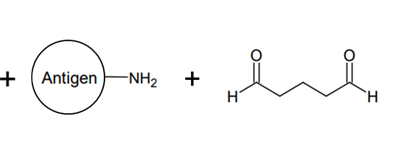 O O
+ Antigen NH₂ +
H H